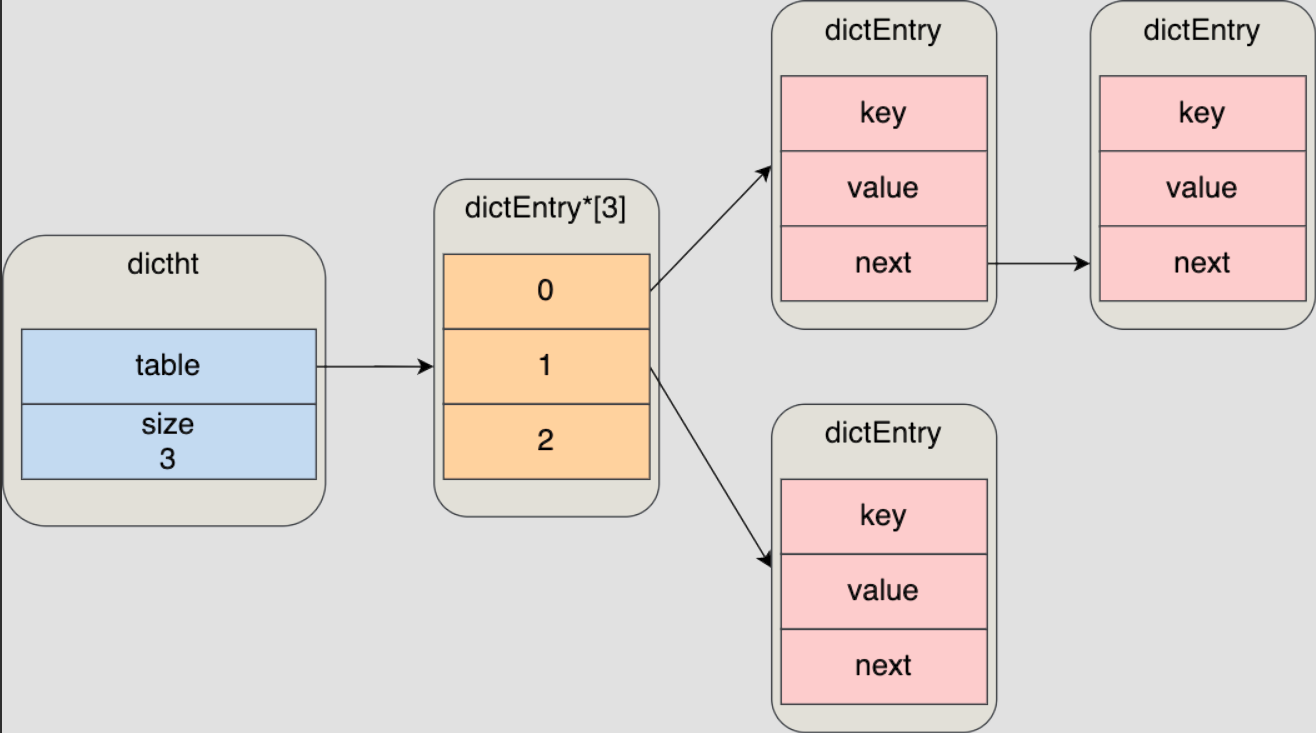 dictht
table
size
3
dictEntry*[3]
0
1
2
dictEntry
key
value
next
dictEntry
key
value
next
dictEntry
key
value
next